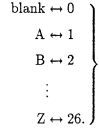 blank ↔ 0
A ↔ 1
B ↔ 2
⋮
Z ↔ 26.